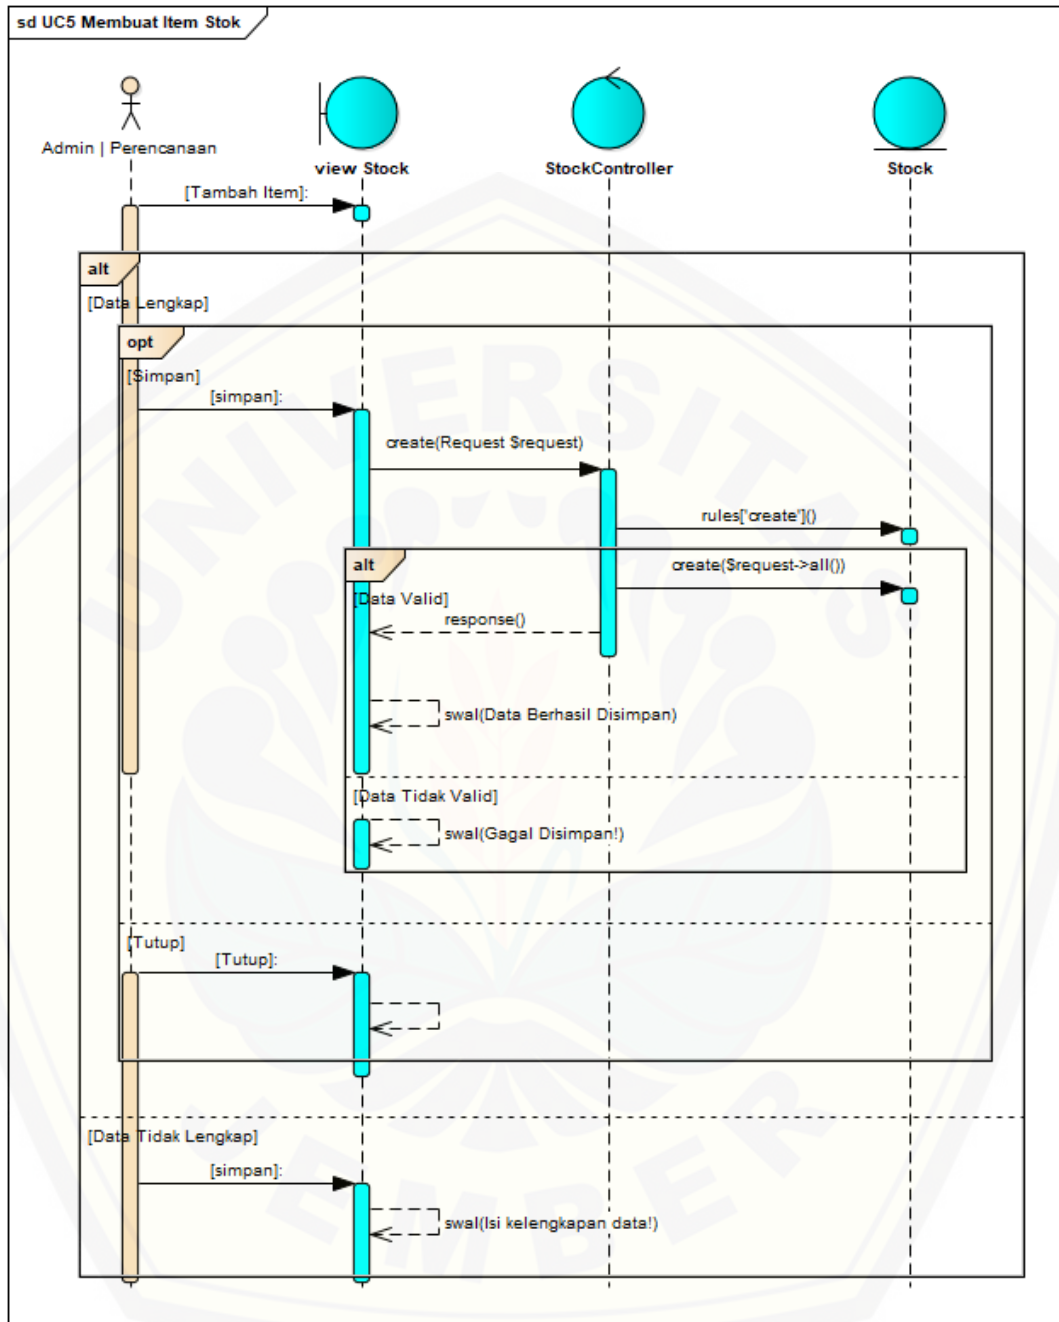 sd UC5 Membuat Item Stok
Admin | Perencanaan
view Stock
StockController
Stock
[Tambah Item]:
alt
[Data Lengkap]
opt
[Simpan]
[simpan]:
create(Request $request)
rules['create']()
alt
create($request->all())
[Data Valid]
response()
swal(Data Berhasil Disimpan)
[Data Tidak Valid]
swal(Gagal Disimpan!)
[Tutup]
[Tutup]:
[Data Tidak Lengkap]
[simpan]:
swal(Isi kelengkapan data!)
UNIVERSITAS
JEMBER